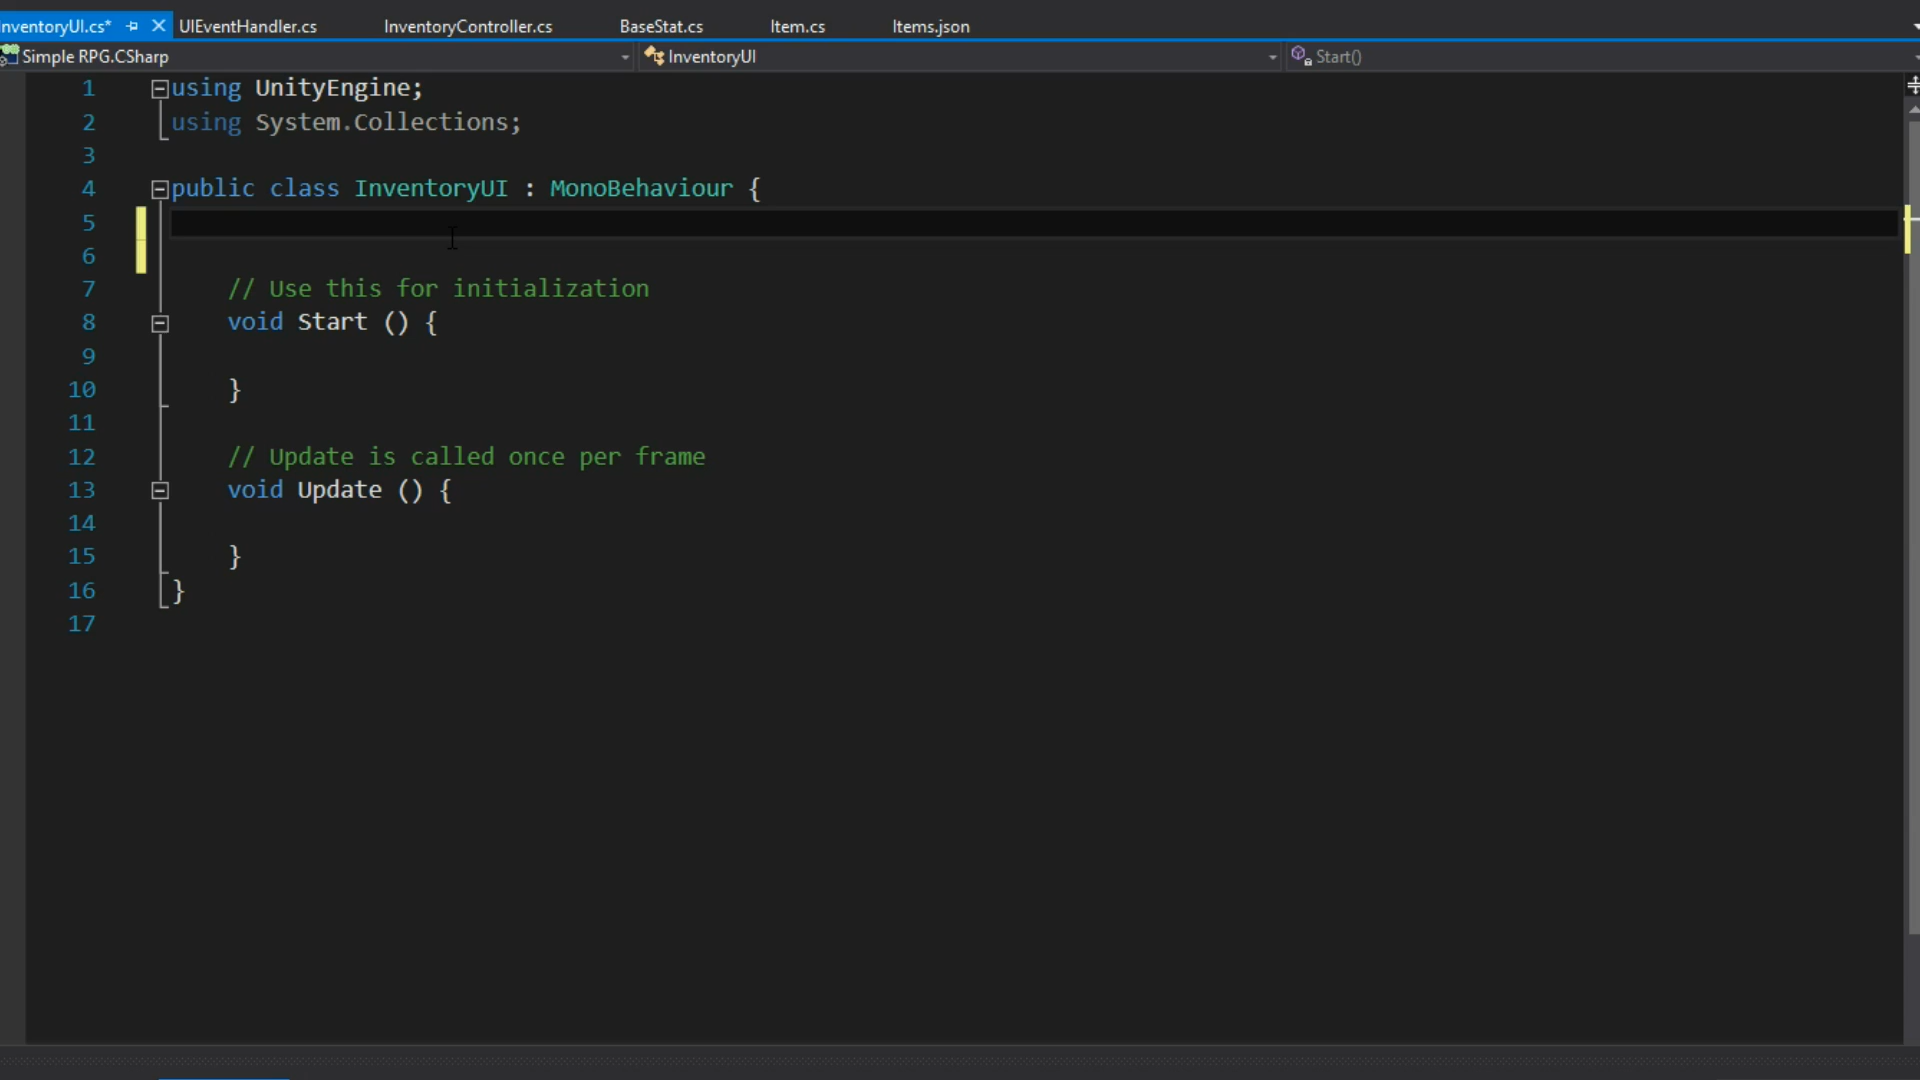 InventoryUI.cs* UIEventHandler.cs InventoryController.cs BaseStat.cs Item.cs Items.json
Simple RPG.CSharp InventoryUI Start()
1 using UnityEngine;
2 using System.Collections;
3
4 public class InventoryUI : MonoBehaviour {
5
6
7 // Use this for initialization
8 void Start () {
9
10 }
11
12 // Update is called once per frame
13 void Update () {
14
15 }
16 }
17